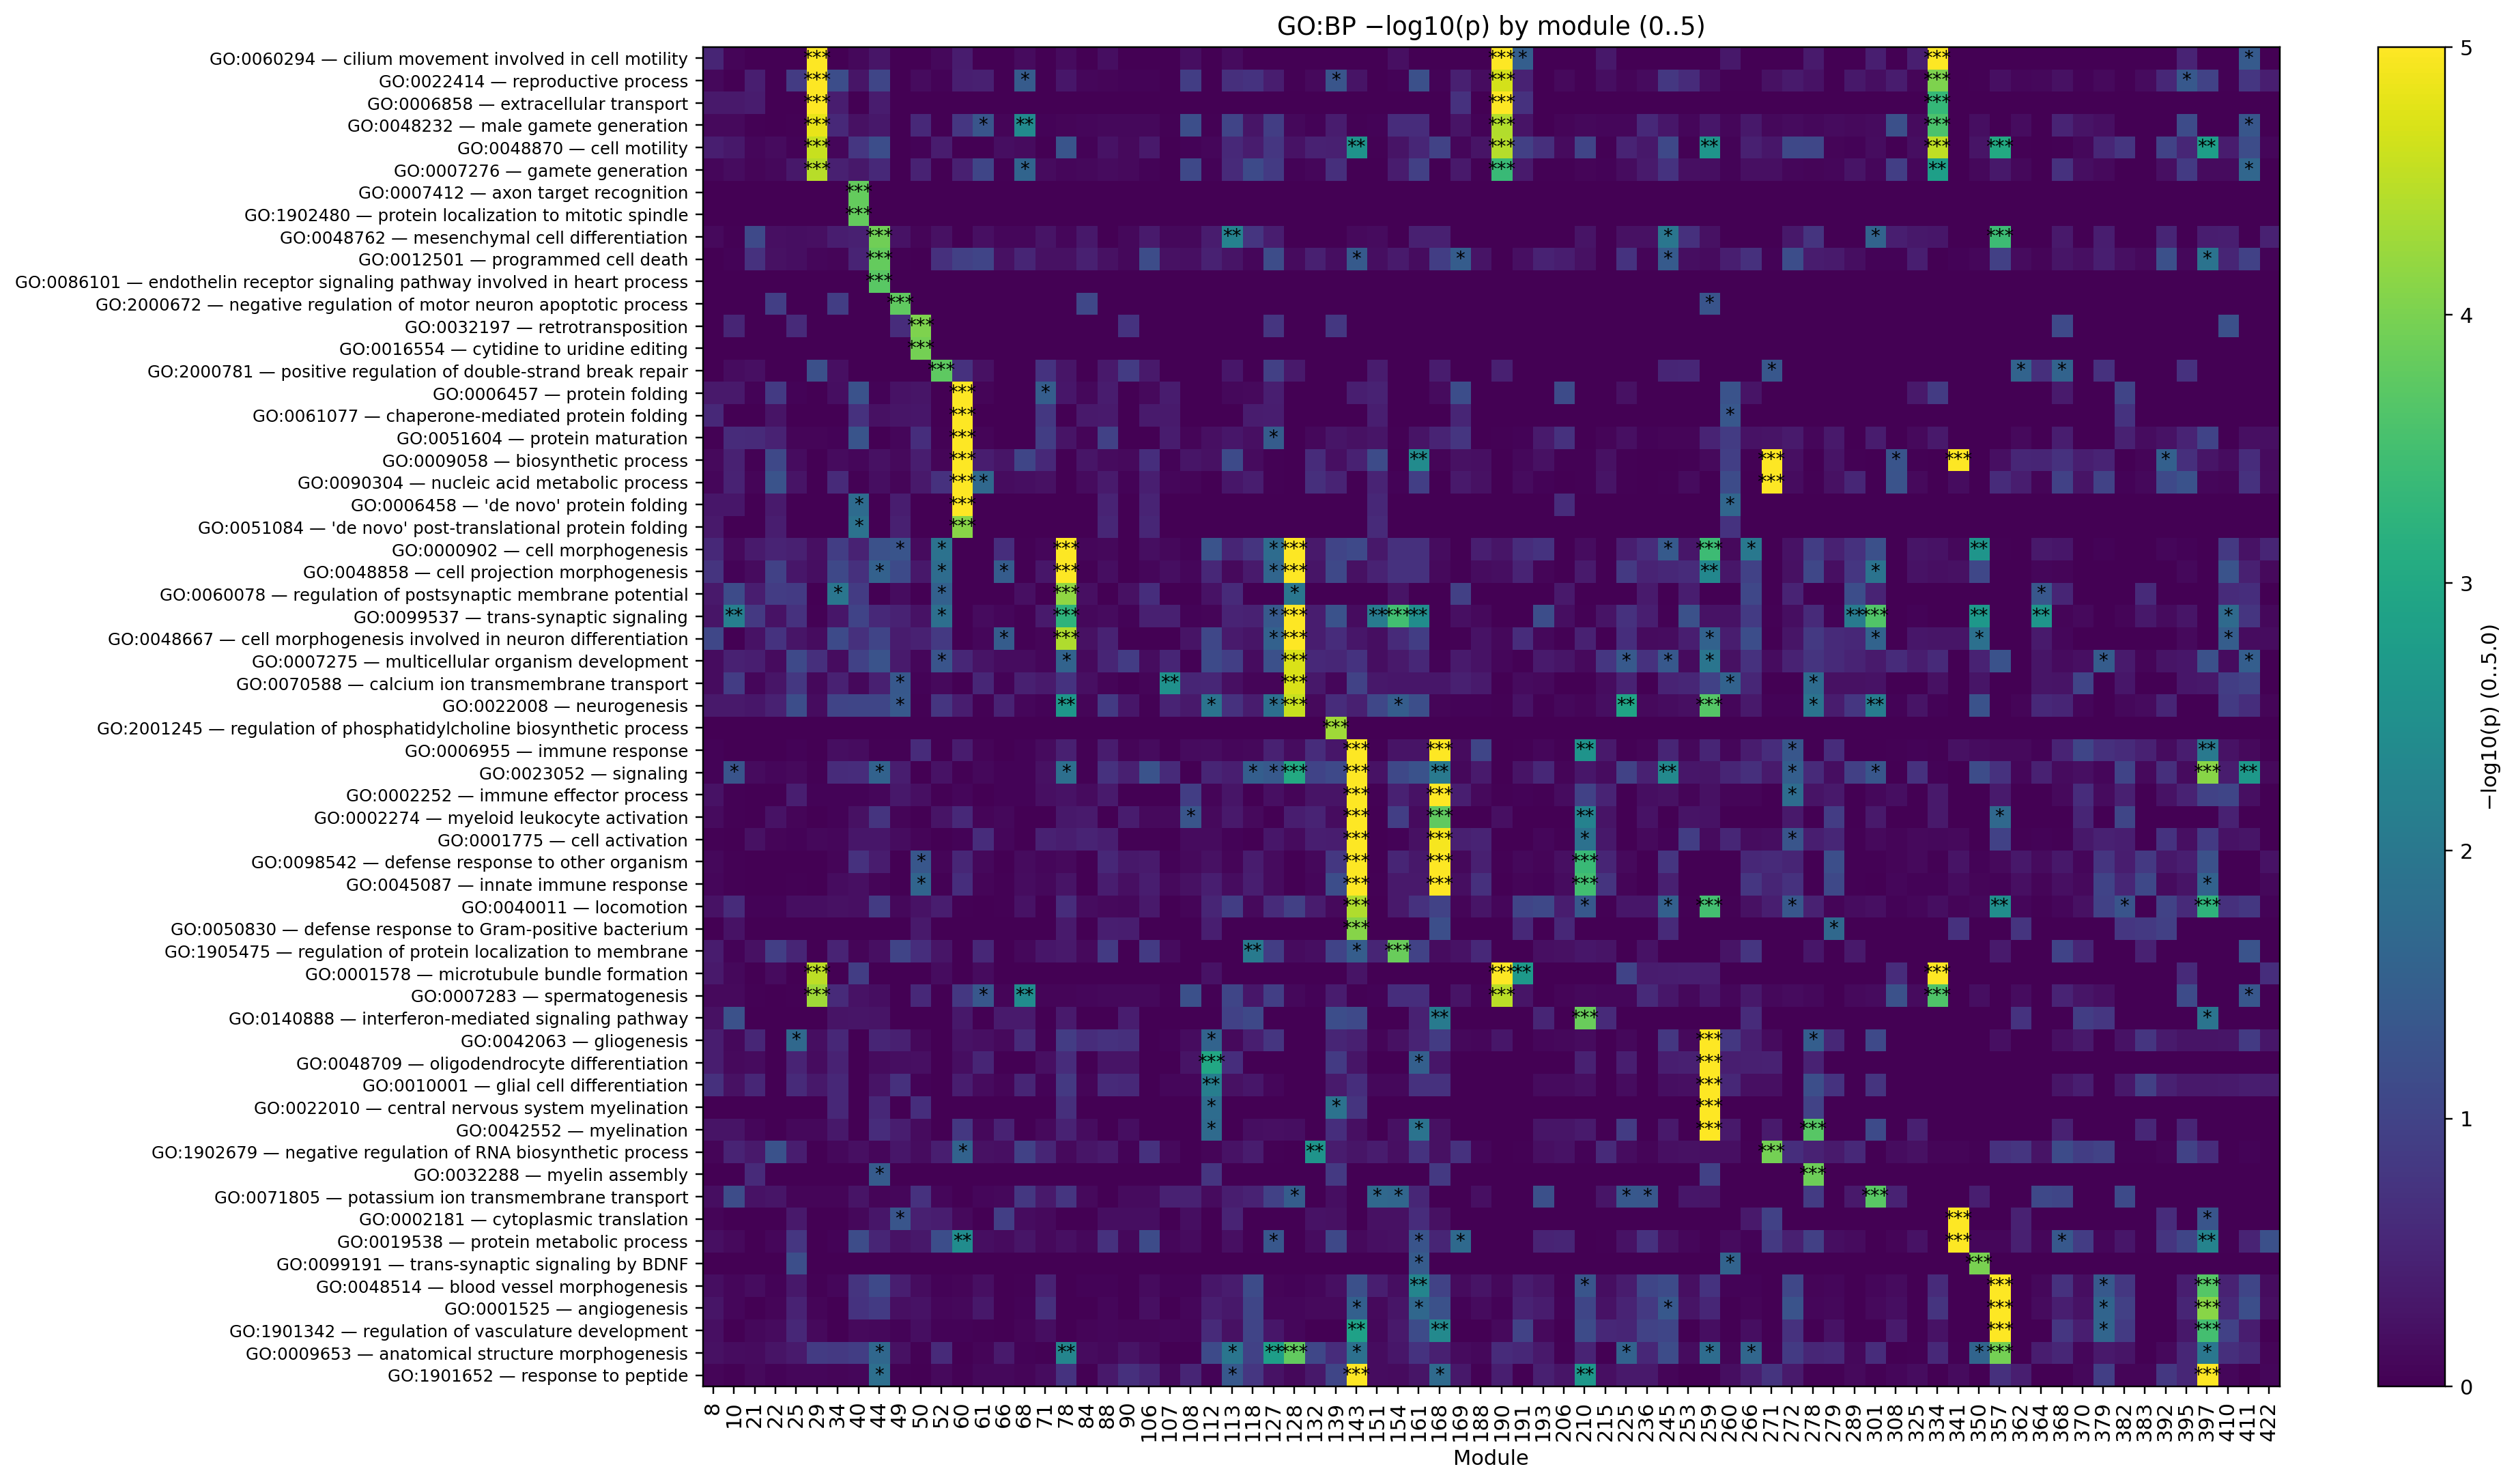 GO:BP −log10(p) by module (0..5)
GO:0060294 — cilium movement involved in cell motility
GO:0022414 — reproductive process
GO:0006858 — extracellular transport
GO:0048232 — male gamete generation
GO:0048870 — cell motility
GO:0007276 — gamete generation
GO:0007412 — axon target recognition
GO:1902480 — protein localization to mitotic spindle
GO:0048762 — mesenchymal cell differentiation
GO:0012501 — programmed cell death
GO:0086101 — endothelin receptor signaling pathway involved in heart process
GO:2000672 — negative regulation of motor neuron apoptotic process
GO:0032197 — retrotransposition
GO:0016554 — cytidine to uridine editing
GO:2000781 — positive regulation of double-strand break repair
GO:0006457 — protein folding
GO:0061077 — chaperone-mediated protein folding
GO:0051604 — protein maturation
GO:0009058 — biosynthetic process
GO:0090304 — nucleic acid metabolic process
GO:0006458 — 'de novo' protein folding
GO:0051084 — 'de novo' post-translational protein folding
GO:0000902 — cell morphogenesis
GO:0048858 — cell projection morphogenesis
GO:0060078 — regulation of postsynaptic membrane potential
GO:0099537 — trans-synaptic signaling
GO:0048667 — cell morphogenesis involved in neuron differentiation
GO:0007275 — multicellular organism development
GO:0070588 — calcium ion transmembrane transport
GO:0022008 — neurogenesis
GO:2001245 — regulation of phosphatidylcholine biosynthetic process
GO:0006955 — immune response
GO:0023052 — signaling
GO:0002252 — immune effector process
GO:0002274 — myeloid leukocyte activation
GO:0001775 — cell activation
GO:0098542 — defense response to other organism
GO:0045087 — innate immune response
GO:0040011 — locomotion
GO:0050830 — defense response to Gram-positive bacterium
GO:1905475 — regulation of protein localization to membrane
GO:0001578 — microtubule bundle formation
GO:0007283 — spermatogenesis
GO:0140888 — interferon-mediated signaling pathway
GO:0042063 — gliogenesis
GO:0048709 — oligodendrocyte differentiation
GO:0010001 — glial cell differentiation
GO:0022010 — central nervous system myelination
GO:0042552 — myelination
GO:1902679 — negative regulation of RNA biosynthetic process
GO:0032288 — myelin assembly
GO:0071805 — potassium ion transmembrane transport
GO:0002181 — cytoplasmic translation
GO:0019538 — protein metabolic process
GO:0099191 — trans-synaptic signaling by BDNF
GO:0048514 — blood vessel morphogenesis
GO:0001525 — angiogenesis
GO:1901342 — regulation of vasculature development
GO:0009653 — anatomical structure morphogenesis
GO:1901652 — response to peptide
8 10 21 22 25 29 34 40 44 49 50 52 60 61 66 68 71 78 84 88 90 106 107 108 112 113 118 127 128 132 139 143 151 154 161 168 169 188 190 191 193 206 210 215 225 236 245 253 259 260 266 271 272 278 279 289 301 308 325 334 341 350 357 362 364 368 370 379 382 383 392 395 397 410 411 422
Module
5
4
3
2
1
0
−log10(p) (0..5.0)